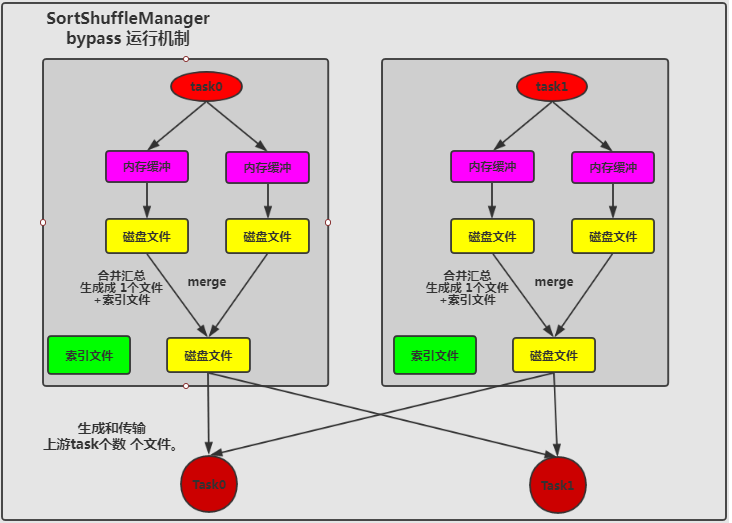 SortShuffleManager
bypass 运行机制
task0
task1
内存缓冲
内存缓冲
内存缓冲
内存缓冲
磁盘文件
磁盘文件
磁盘文件
磁盘文件
合并汇总
生成成 1个文件
+索引文件
merge
合并汇总
生成成 1个文件
+索引文件
merge
索引文件
磁盘文件
索引文件
磁盘文件
生成和传输
上游task个数 个文件。
Task0
Task1